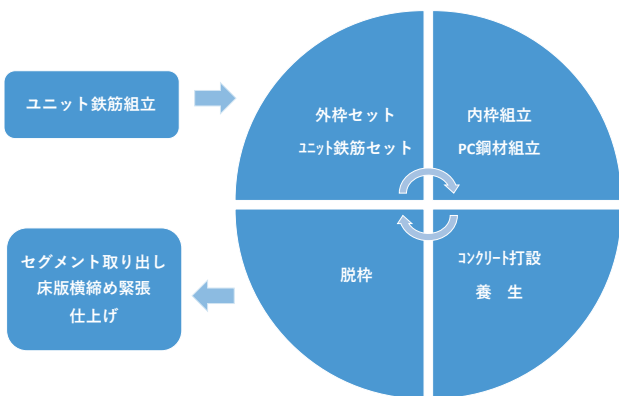 ユニット鉄筋組立
外枠セット
ﾕﾆｯﾄ鉄筋セット
内枠組立
PC鋼材組立
ｺﾝｸﾘｰﾄ打設
養　生
脱枠
セグメント取り出し
床版横締め緊張
仕上げ